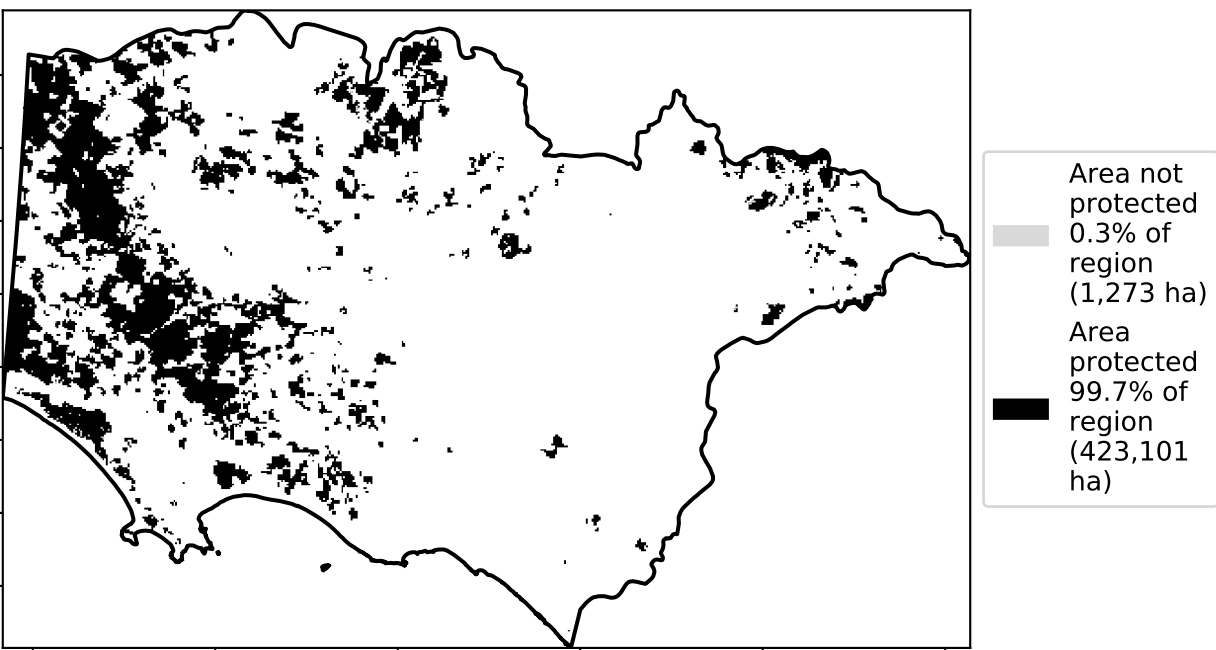 Area not
protected
0.3% of
region
(1,273 ha)
Area
protected
99.7% of
region
(423,101
ha)